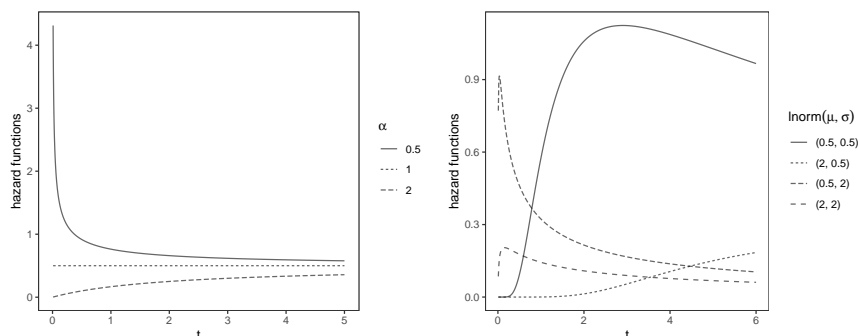 hazard functions
4
3
2
1
0
0 1 2 3 4 5
t
α
0.5
1
2
hazard functions
0.9
0.6
0.3
0.0
0 2 4 6
t
lnorm(μ, σ)
(0.5, 0.5)
(2, 0.5)
(0.5, 2)
(2, 2)